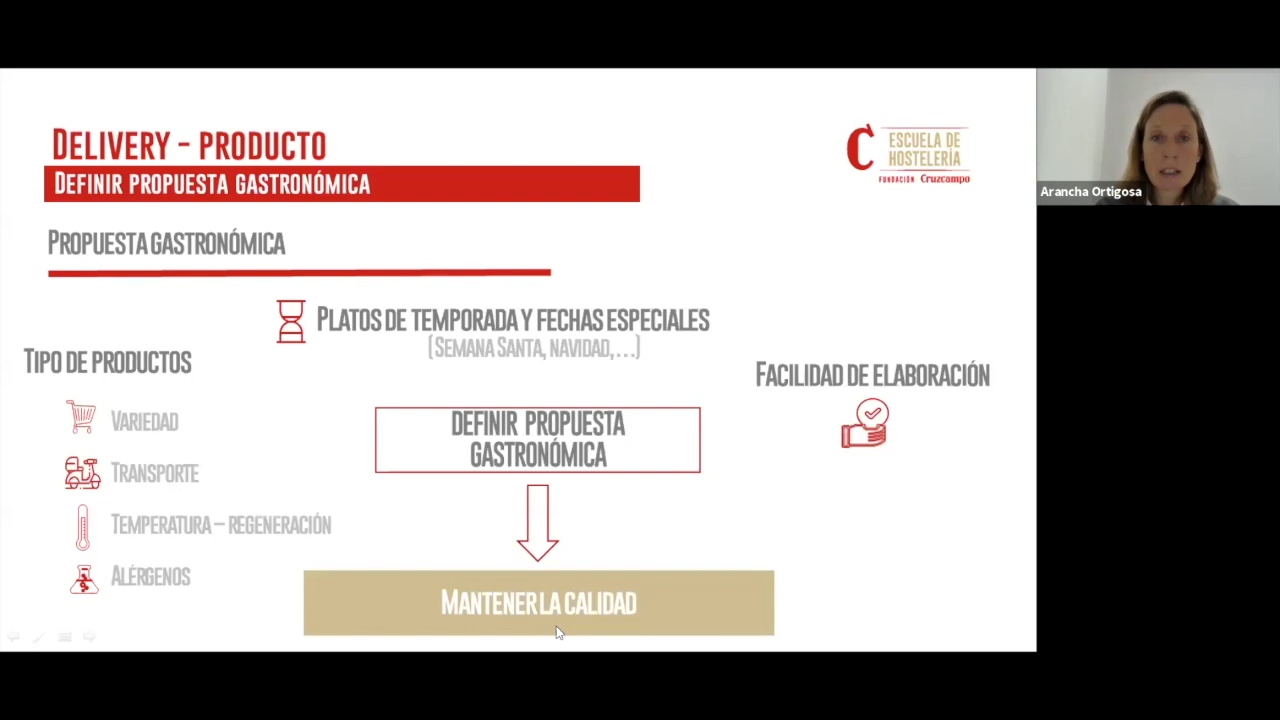 DELIVERY - PRODUCTO
DEFINIR PROPUESTA GASTRONÓMICA
C ESCUELA DE
HOSTELERÍA
FUNDACIÓN Cruzcampo
Arancha Ortigosa
PROPUESTA GASTRONÓMICA
PLATOS DE TEMPORADA Y FECHAS ESPECIALES
(SEMANA SANTA, NAVIDAD,...)
TIPO DE PRODUCTOS
VARIEDAD
TRANSPORTE
TEMPERATURA – REGENERACIÓN
ALÉRGENOS
DEFINIR PROPUESTA
GASTRONÓMICA
FACILIDAD DE ELABORACIÓN
MANTENER LA CALIDAD